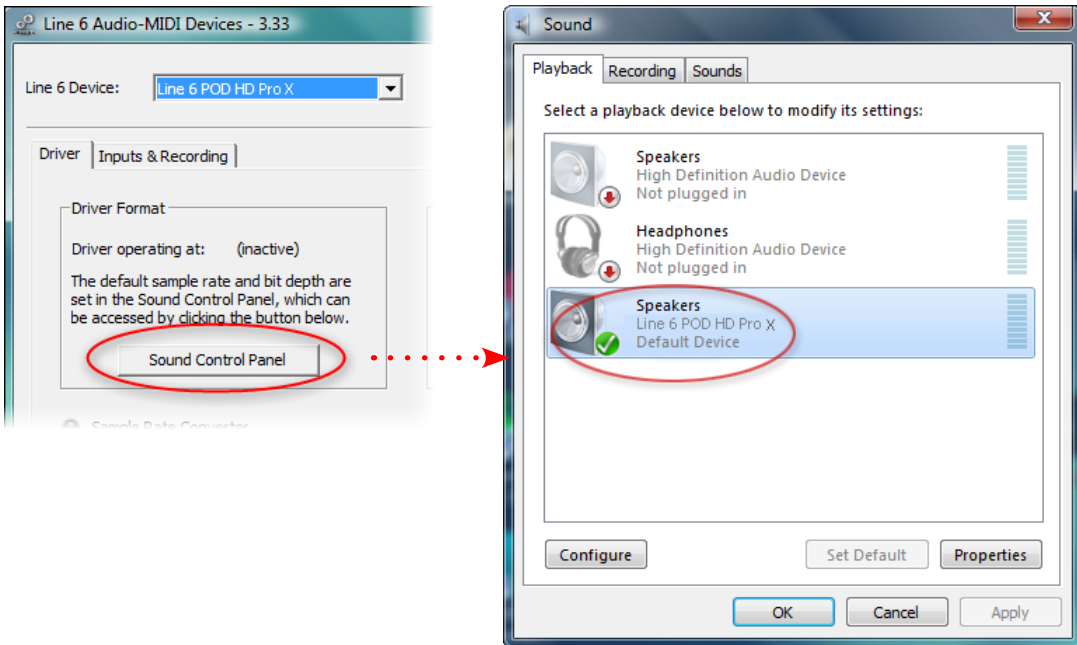 Line 6 Audio-MIDI Devices - 3.33
Line 6 Device:
Line 6 POD HD Pro X
Driver
Inputs & Recording
Driver Format
Driver operating at:
(inactive)
The default sample rate and bit depth are
set in the Sound Control Panel, which can
be accessed by clicking the button below.
Sound Control Panel
Sample Rate Converter
Sound
Playback
Recording
Sounds
Select a playback device below to modify its settings:
Speakers
High Definition Audio Device
Not plugged in
Headphones
High Definition Audio Device
Not plugged in
Speakers
Line 6 POD HD Pro X
Default Device
Configure
Set Default
Properties
OK
Cancel
Apply